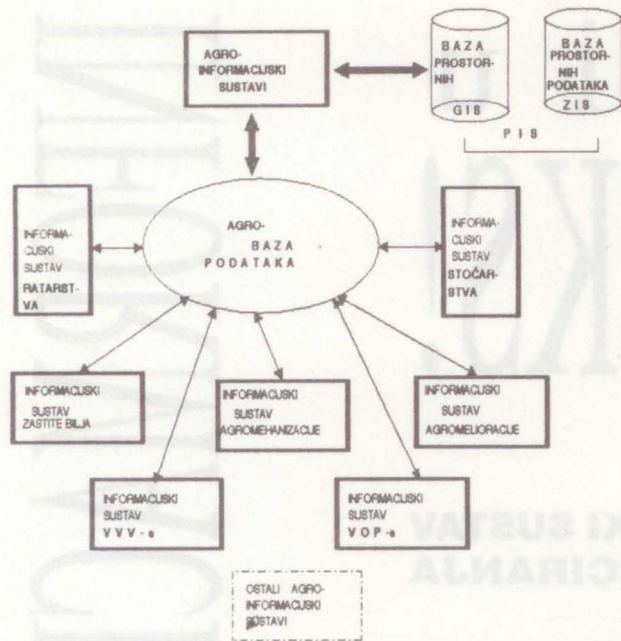 AGRO-
INFORMACIJSKI
SUSTAVI
BAZA
PROSTOR-
NIH
GIS
BAZA
PROSTOR-
NIH
PODATAKA
ZIS
PIS
AGRO-
BAZA
PODATAKA
INFORMA-
CIJSKI
SUSTAV
RATARST-
VA
INFORMA-
CIJSKI
SUSTAV
STOČAR-
STVA
INFORMACIJSKI
SUSTAV
ZASTITE BILJA
INFORMACIJSKI
SUSTAV
AGROMEHANIZACIJE
INFORMACIJSKI
SUSTAV
AGROMELIORACIJE
INFORMACIJSKI
SUSTAV
VVV-a
INFORMACIJSKI
SUSTAV
VOP-a
OSTALI AGRO-
INFORMACIJSKI
SUSTAVI
KI SUSTAV
CIRANJA